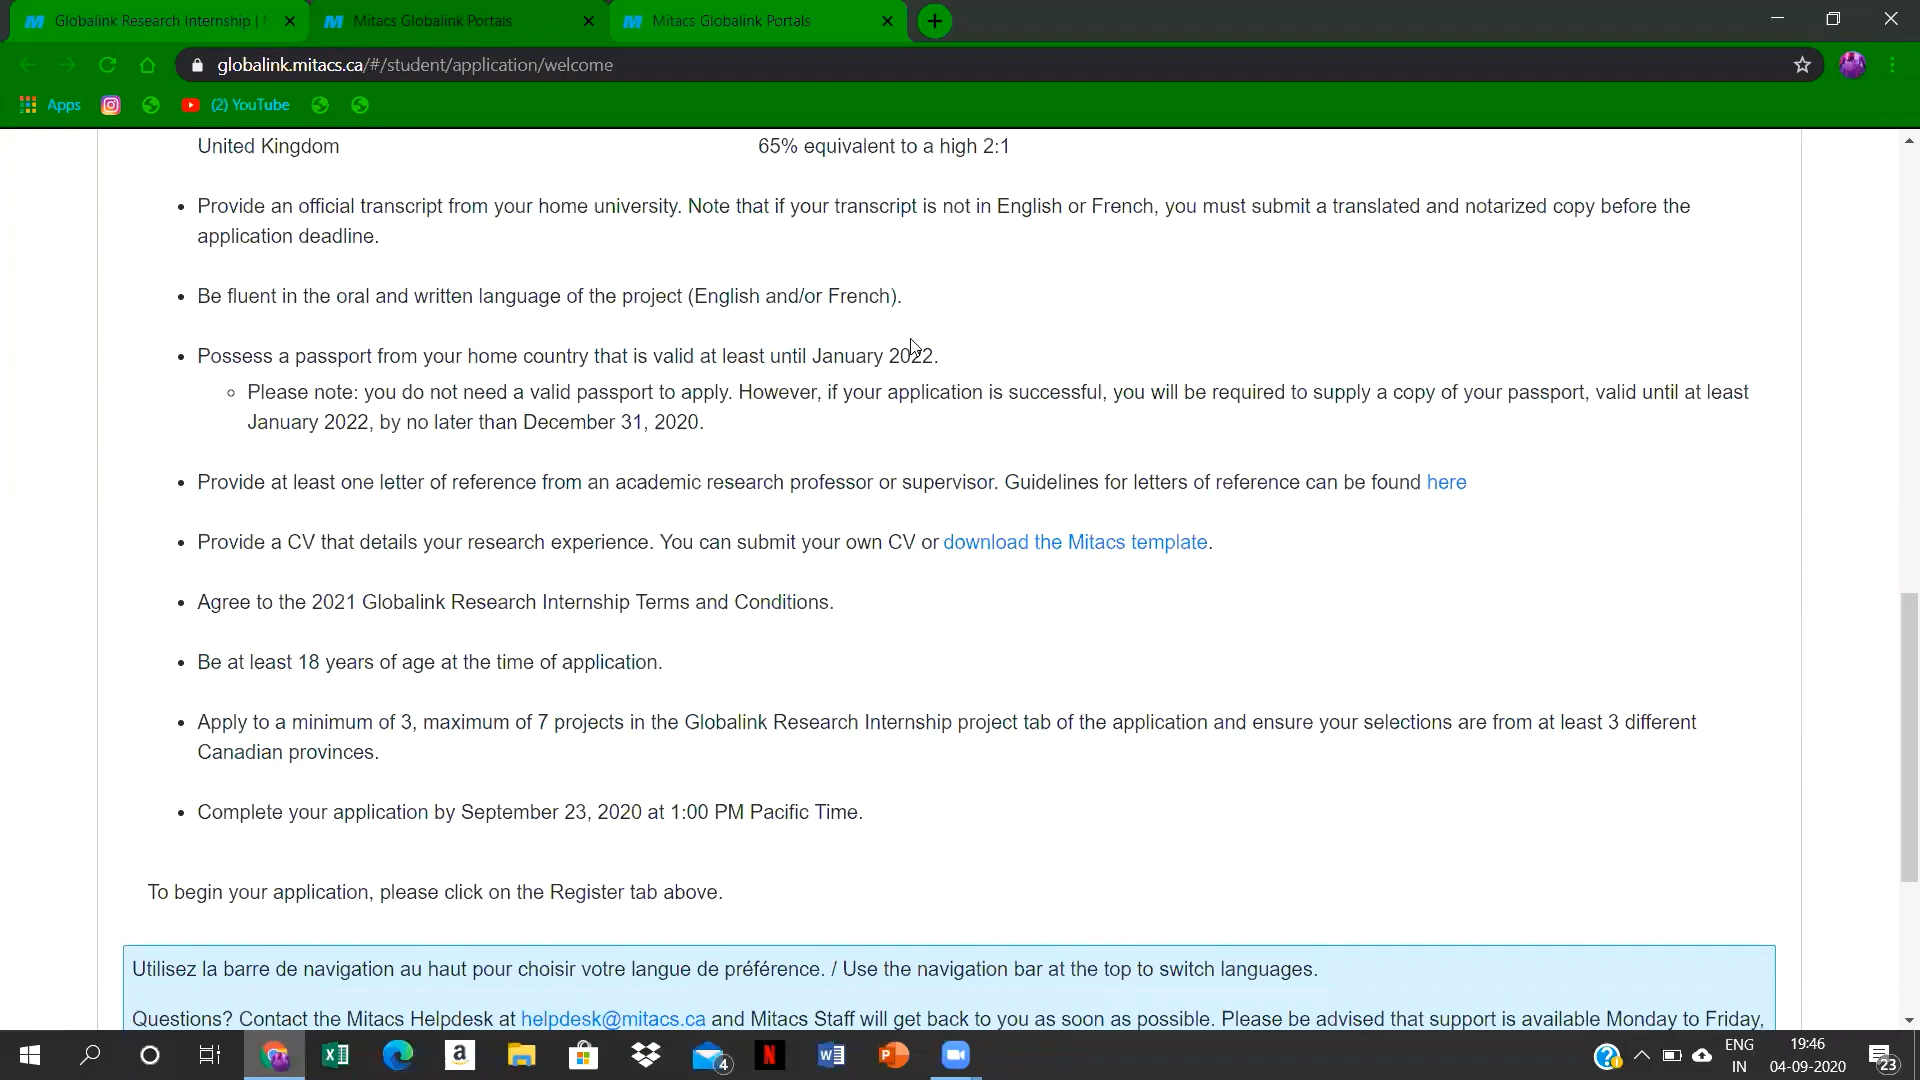 Globalink Research Internship |
Mitacs Globalink Portals
Mitacs Globalink Portals
globalink.mitacs.ca/#/student/application/welcome
Apps
(2) YouTube
United Kingdom 65% equivalent to a high 2:1
• Provide an official transcript from your home university. Note that if your transcript is not in English or French, you must submit a translated and notarized copy before the
application deadline.
• Be fluent in the oral and written language of the project (English and/or French).
• Possess a passport from your home country that is valid at least until January 2022.
◦ Please note: you do not need a valid passport to apply. However, if your application is successful, you will be required to supply a copy of your passport, valid until at least
January 2022, by no later than December 31, 2020.
• Provide at least one letter of reference from an academic research professor or supervisor. Guidelines for letters of reference can be found here
• Provide a CV that details your research experience. You can submit your own CV or download the Mitacs template.
• Agree to the 2021 Globalink Research Internship Terms and Conditions.
• Be at least 18 years of age at the time of application.
• Apply to a minimum of 3, maximum of 7 projects in the Globalink Research Internship project tab of the application and ensure your selections are from at least 3 different
Canadian provinces.
• Complete your application by September 23, 2020 at 1:00 PM Pacific Time.
To begin your application, please click on the Register tab above.
Utilisez la barre de navigation au haut pour choisir votre langue de préférence. / Use the navigation bar at the top to switch languages.
Questions? Contact the Mitacs Helpdesk at helpdesk@mitacs.ca and Mitacs Staff will get back to you as soon as possible. Please be advised that support is available Monday to Friday,
4
ENG
IN
19:46
04-09-2020
23